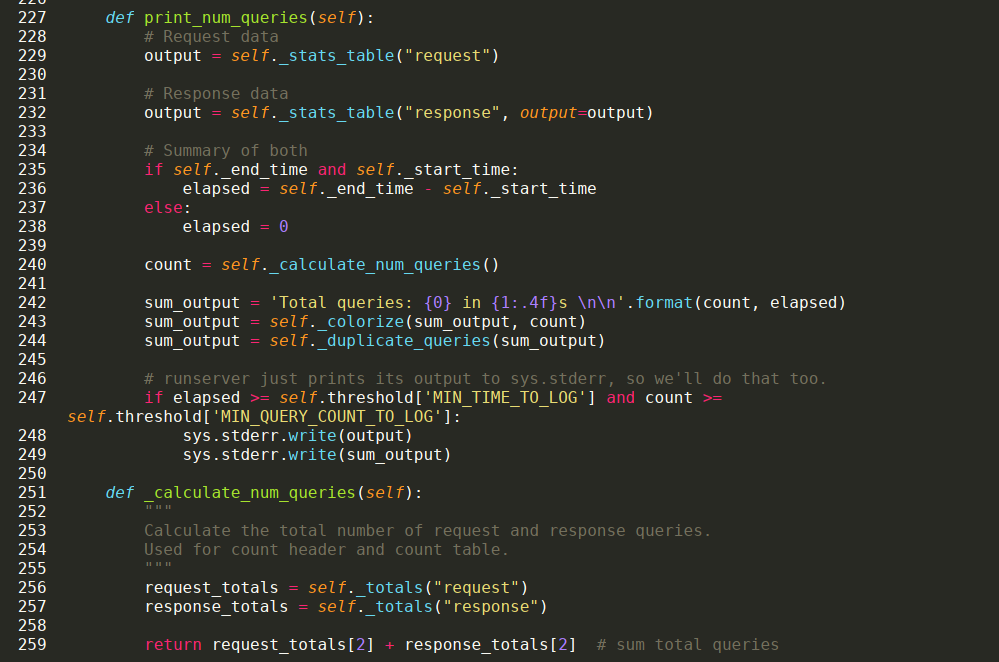 226
227 def print_num_queries(self):
228 # Request data
229 output = self._stats_table("request")
230
231 # Response data
232 output = self._stats_table("response", output=output)
233
234 # Summary of both
235 if self._end_time and self._start_time:
236 elapsed = self._end_time - self._start_time
237 else:
238 elapsed = 0
239
240 count = self._calculate_num_queries()
241
242 sum_output = 'Total queries: {0} in {1:.4f}s \n\n'.format(count, elapsed)
243 sum_output = self._colorize(sum_output, count)
244 sum_output = self._duplicate_queries(sum_output)
245
246 # runserver just prints its output to sys.stderr, so we'll do that too.
247 if elapsed >= self.threshold['MIN_TIME_TO_LOG'] and count >=
self.threshold['MIN_QUERY_COUNT_TO_LOG']:
248 sys.stderr.write(output)
249 sys.stderr.write(sum_output)
250
251 def _calculate_num_queries(self):
252 """
253 Calculate the total number of request and response queries.
254 Used for count header and count table.
255 """
256 request_totals = self._totals("request")
257 response_totals = self._totals("response")
258
259 return request_totals[2] + response_totals[2] # sum total queries